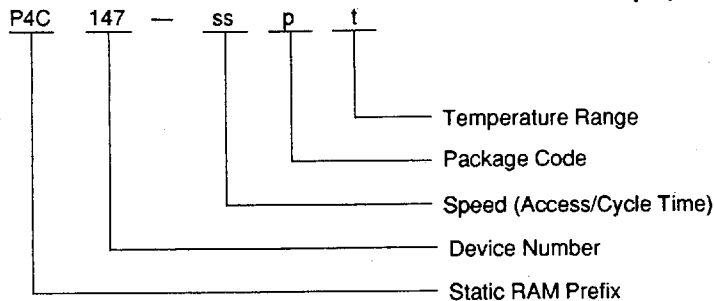 P4C 147 — ss p t
Temperature Range
Package Code
Speed (Access/Cycle Time)
Device Number
Static RAM Prefix